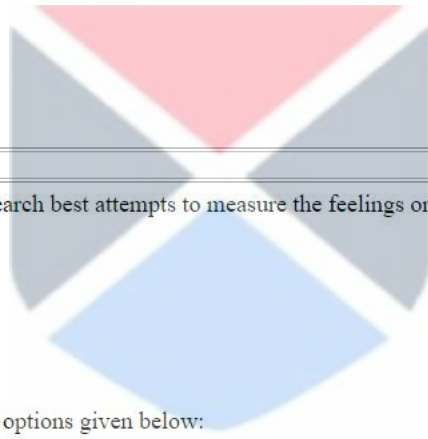 earch best attempts to measure the feelings or
options given below: